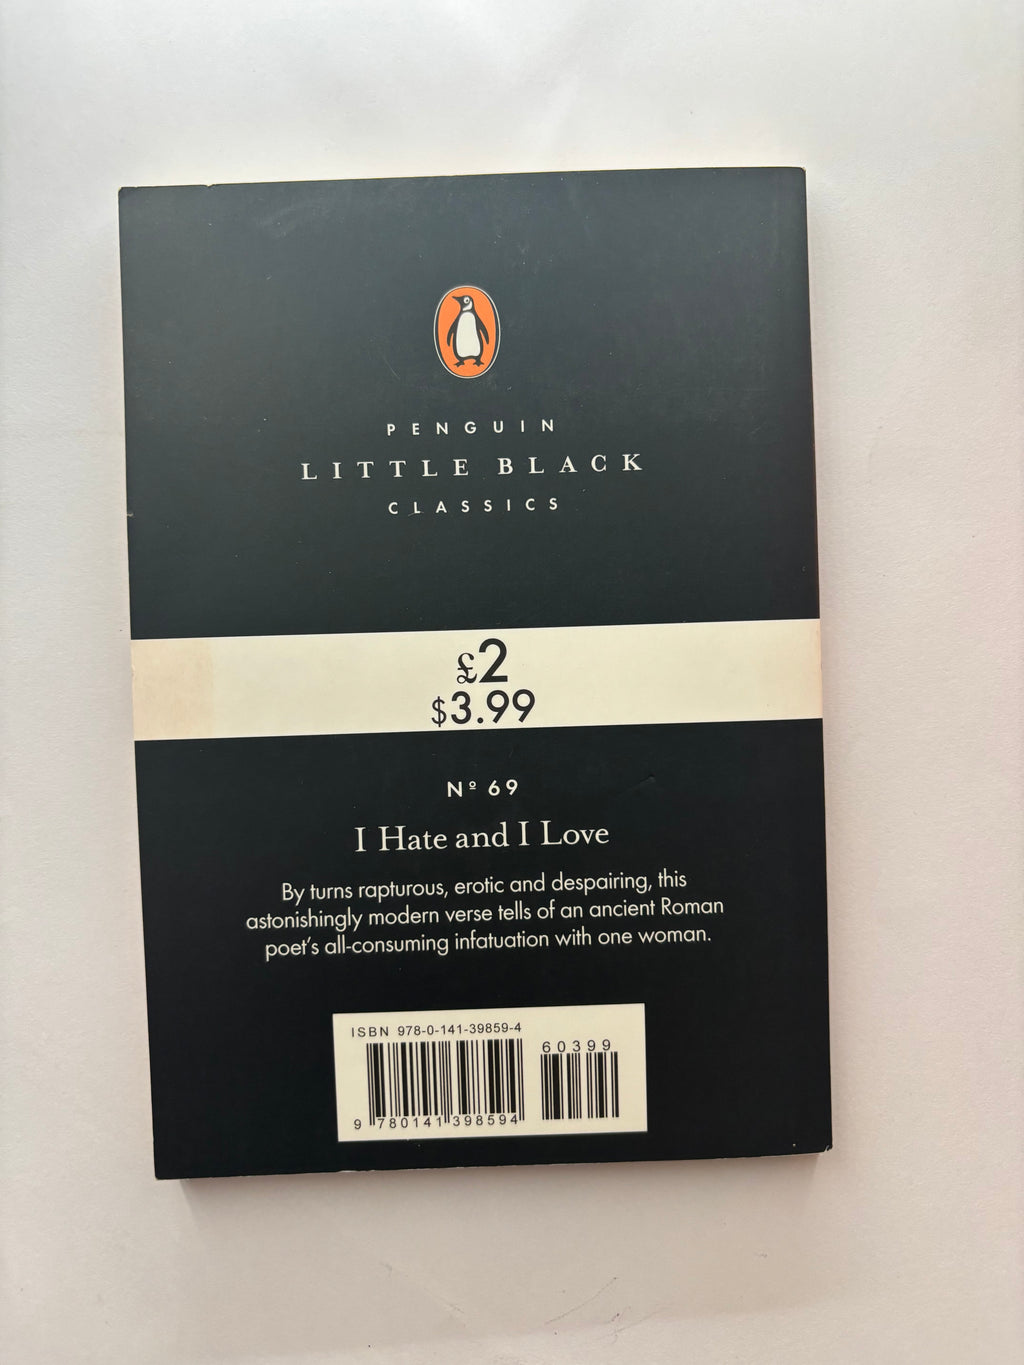 PENGUIN
LITTLE BLACK
CLASSICS
£2
$3.99
Nº 69
I Hate and I Love
By turns rapturous, erotic and despairing, this
astonishingly modern verse tells of an ancient Roman
poet's all-consuming infatuation with one woman.
ISBN 978-0-141-39859-4
60399
9 780141 398594